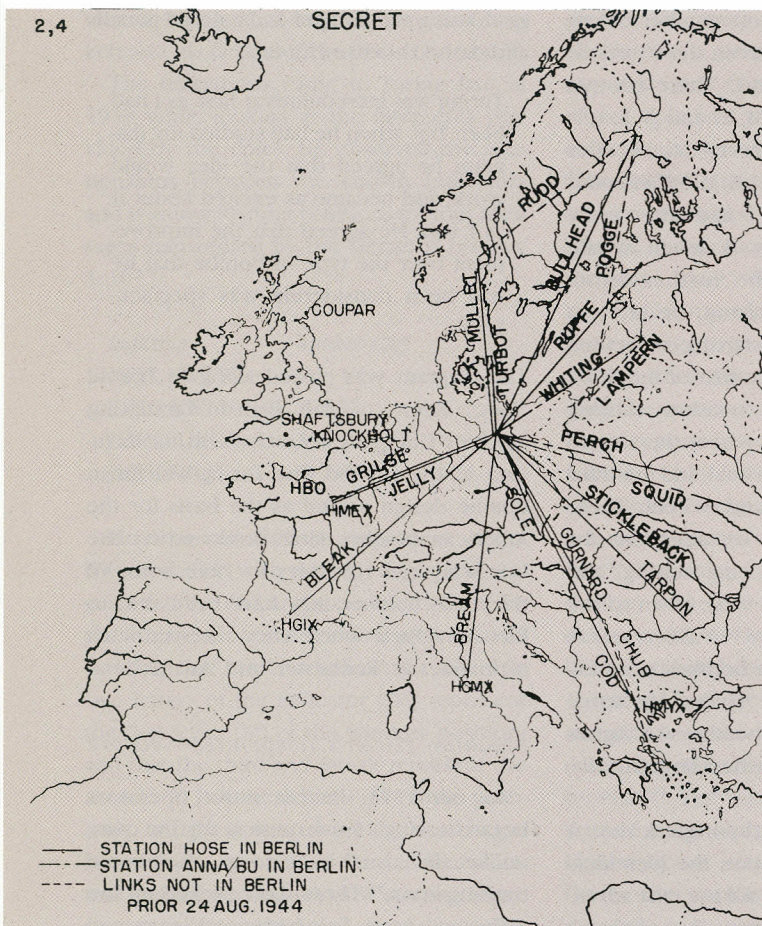 2,4
SECRET
RUDD
BULLHEAD
POGGE
MULLET
TURBOT
RUFFE
COUPAR
WHITING
LAMPERN
SHAFTSBURY
KNOCKHOLT
PERCH
GRILSE
JELLY
HBO
HMEX
SQUID
SOLE
STICKLEBACK
GURNARD
TARPON
BLEAK
BREAM
HGIX
CHUB
COD
HGMX
HMYX
STATION HOSE IN BERLIN
STATION ANNA/BU IN BERLIN
LINKS NOT IN BERLIN
PRIOR 24 AUG. 1944